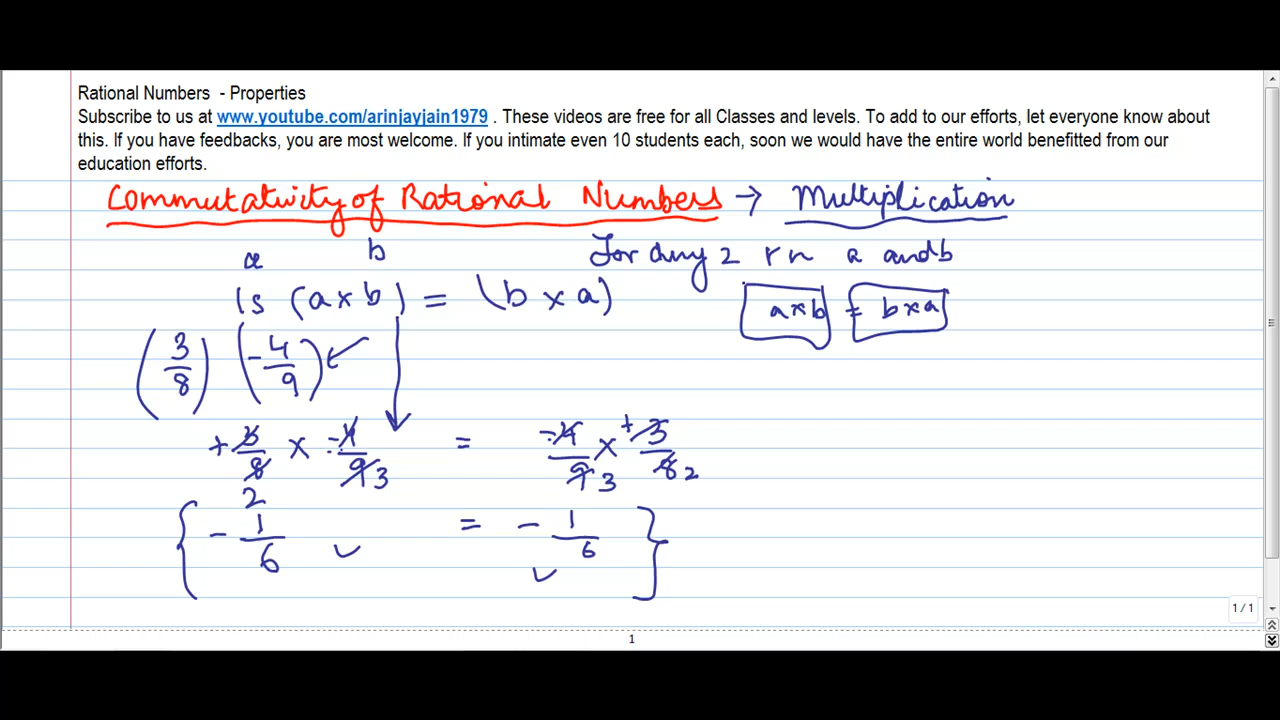 Rational Numbers - Properties
Subscribe to us at www.youtube.com/arinjayjain1979 . These videos are free for all Classes and levels. To add to our efforts, let everyone know about
this. If you have feedbacks, you are most welcome. If you intimate even 10 students each, soon we would have the entire world benefitted from our
education efforts.
Commutativity of Rational Numbers → Multiplication
a b For any 2 r n a and b
Is (a × b) = (b × a) a×b = b×a
(3/8) (-4/9)
+3/8 × -4/9 3 = -4/9 3 × +3/8 2
2
{ - 1/6 = - 1/6 }
1 / 1
1